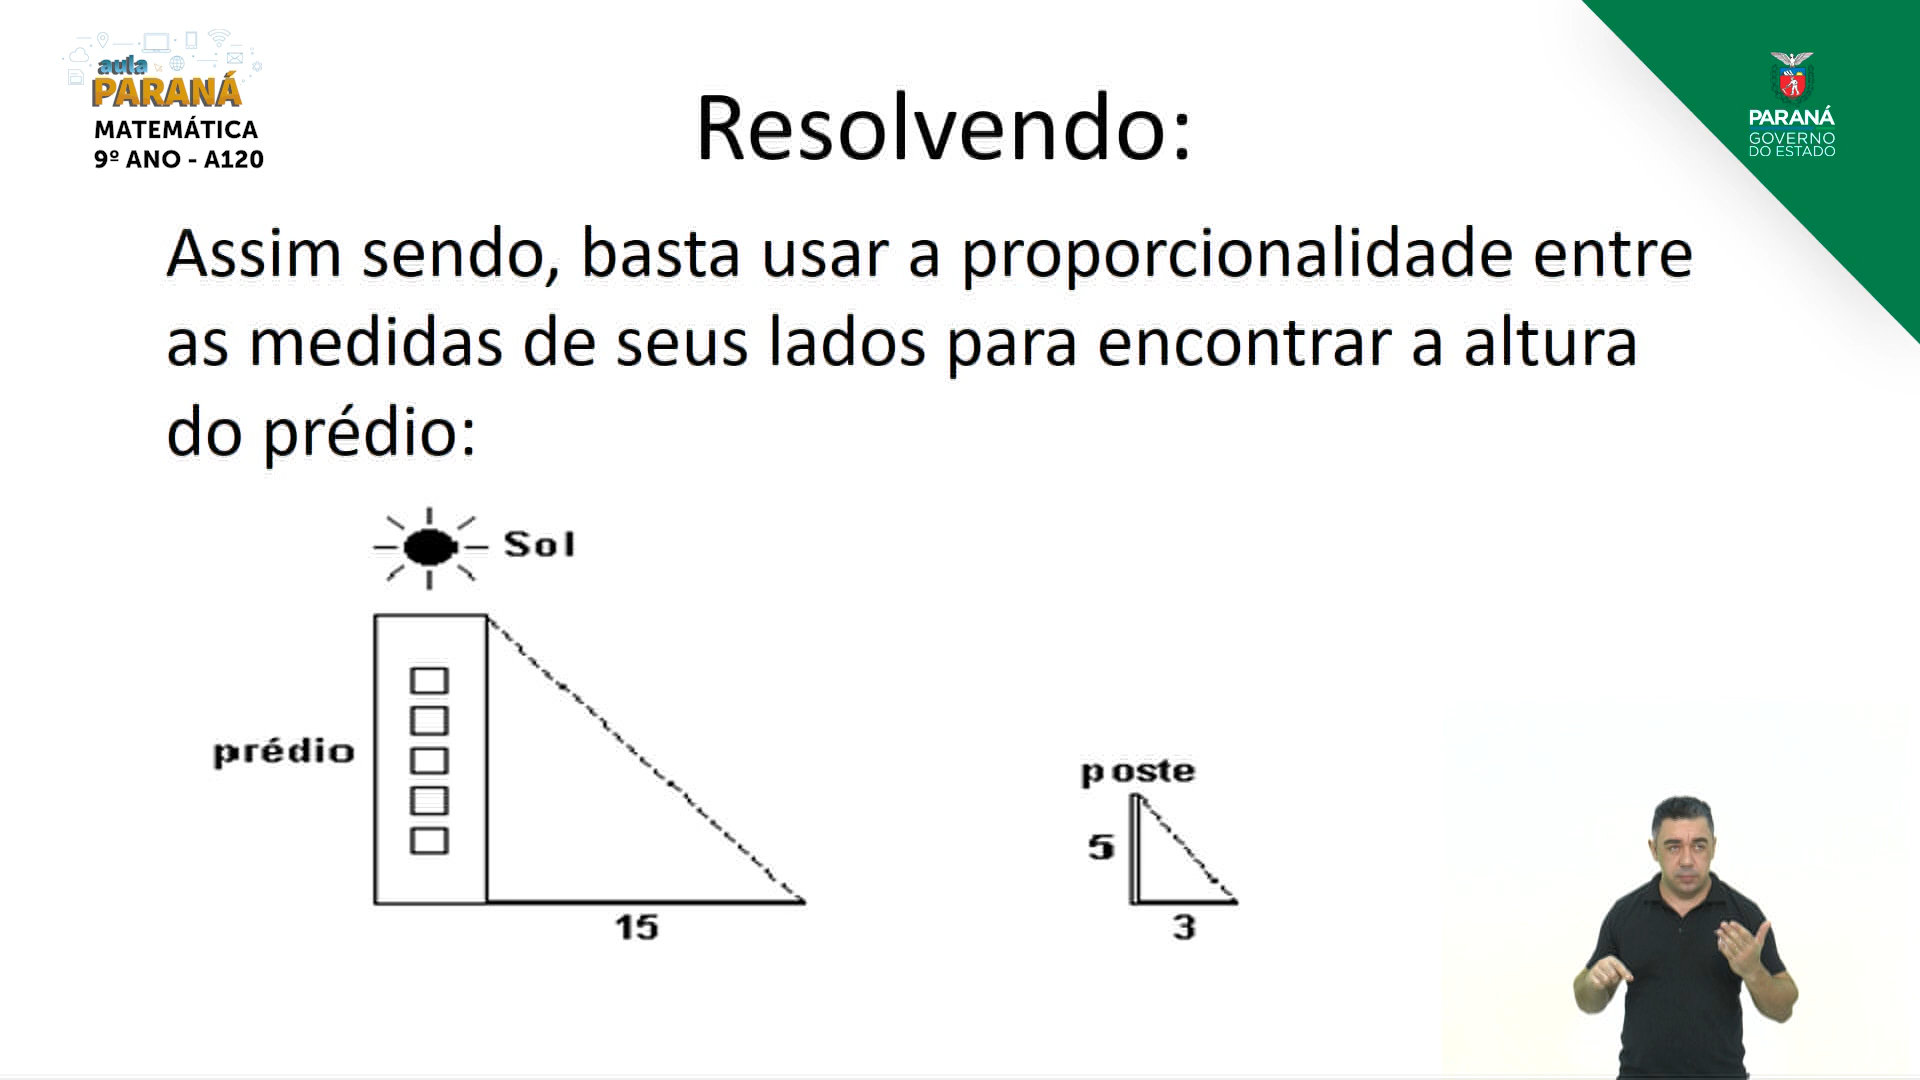 aula
PARANÁ
MATEMÁTICA
9º ANO - A120
PARANÁ
GOVERNO
DO ESTADO
Resolvendo:
Assim sendo, basta usar a proporcionalidade entre
as medidas de seus lados para encontrar a altura
do prédio:
Sol
prédio
15
poste
5
3